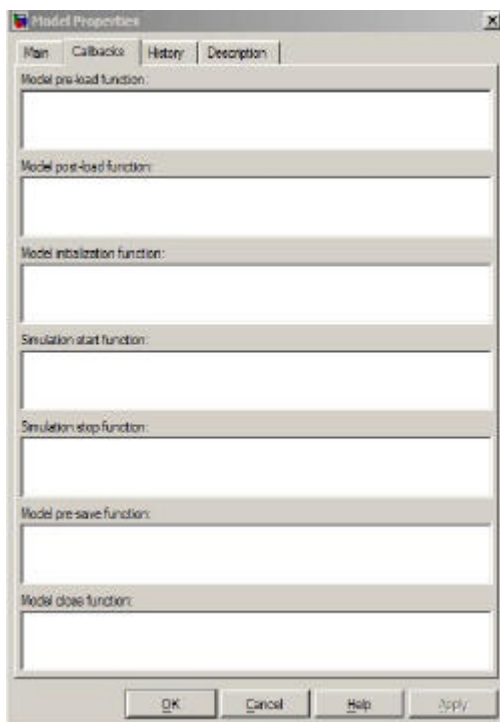 Model Properties
Main Callbacks History Description
Model pre-load function:
Model post-load function:
Model initialization function:
Simulation start function:
Simulation stop function:
Model pre-save function:
Model close function:
OK Cancel Help Apply